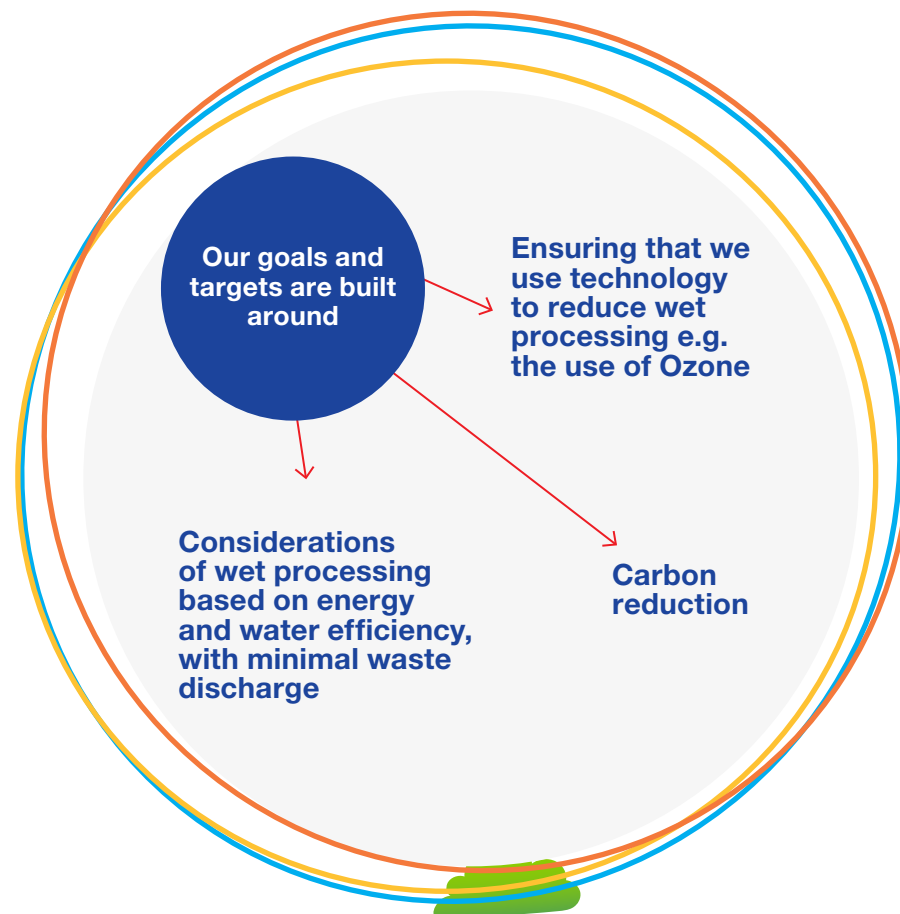 Our goals and
targets are built
around
Ensuring that we
use technology
to reduce wet
processing e.g.
the use of Ozone
Considerations
of wet processing
based on energy
and water efficiency,
with minimal waste
discharge
Carbon
reduction